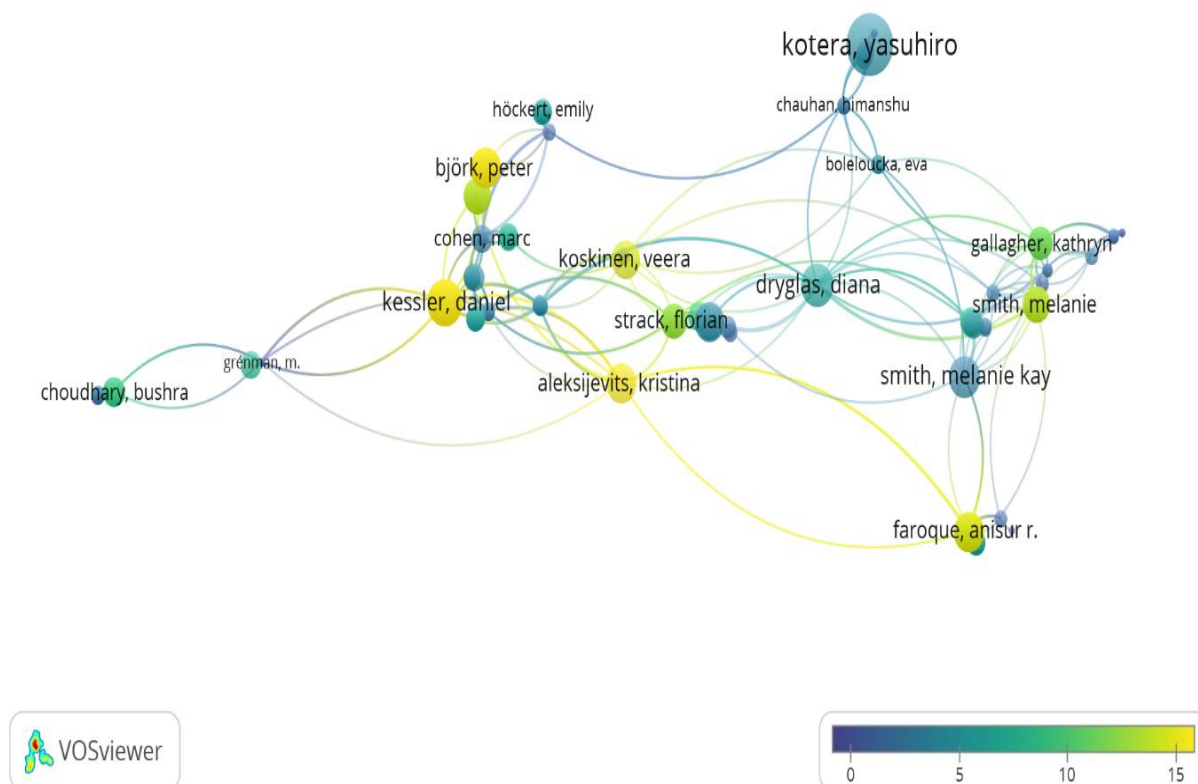 kotera, yasuhiro
chauhan, himanshu
höckert, emily
björk, peter
boleloucka, eva
cohen, marc
gallagher, kathryn
koskinen, veera
dryglas, diana
kessler, daniel
smith, melanie
strack, florian
grénman, m.
smith, melanie kay
aleksijevits, kristina
choudhary, bushra
faroque, anisur r.
VOSviewer
0 5 10 15